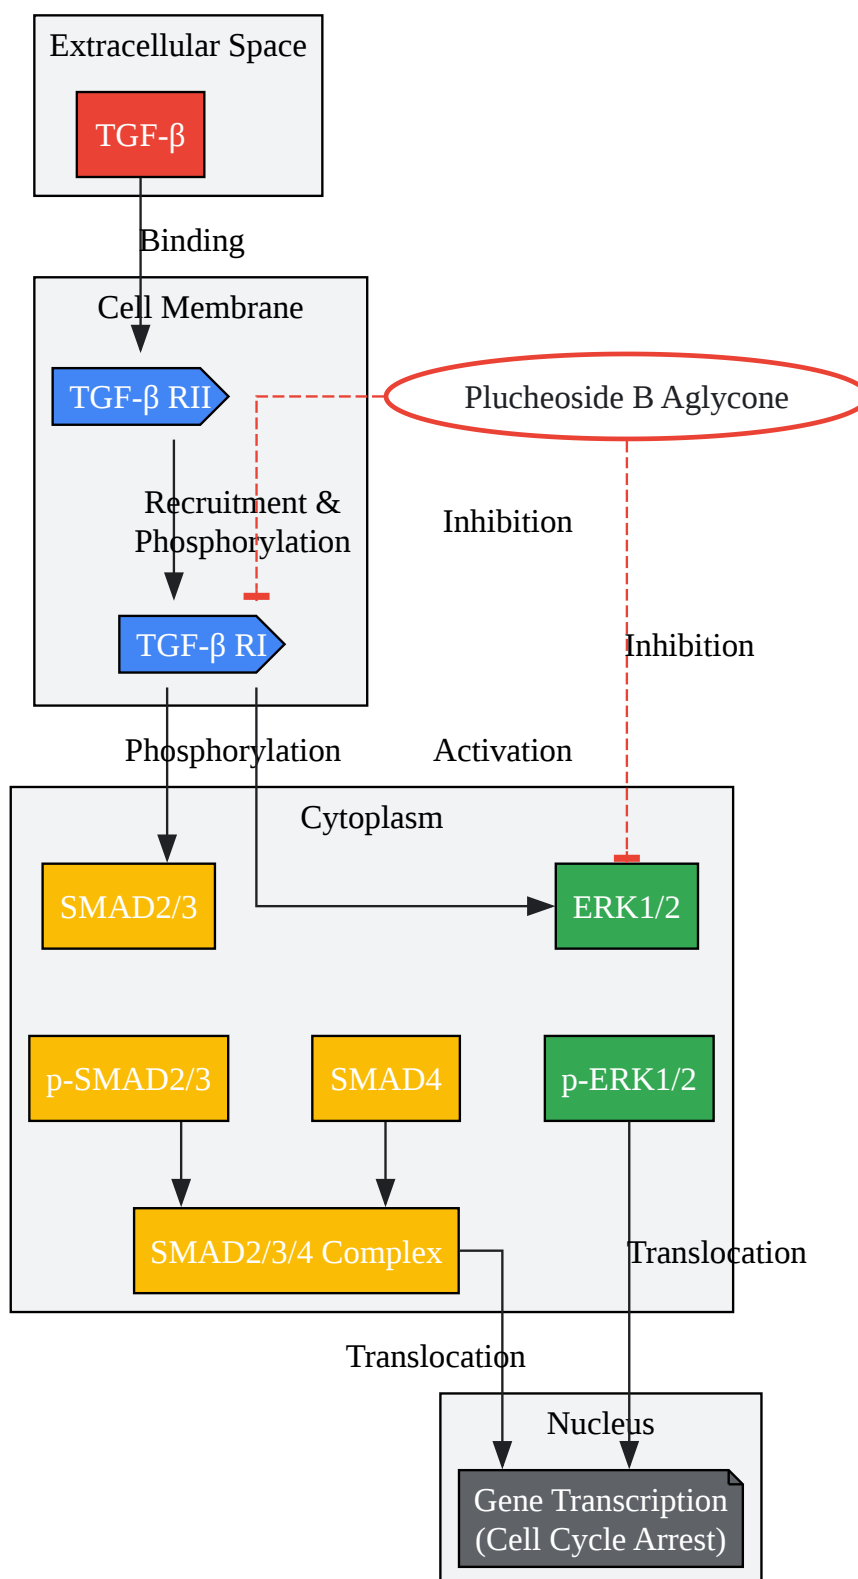 Extracellular Space
TGF-β
Binding
Cell Membrane
TGF-β RII
Plucheoside B Aglycone
Recruitment &
Phosphorylation
Inhibition
TGF-β RI
Inhibition
Phosphorylation
Activation
Cytoplasm
SMAD2/3
ERK1/2
p-SMAD2/3
SMAD4
p-ERK1/2
SMAD2/3/4 Complex
Translocation
Translocation
Nucleus
Gene Transcription
(Cell Cycle Arrest)